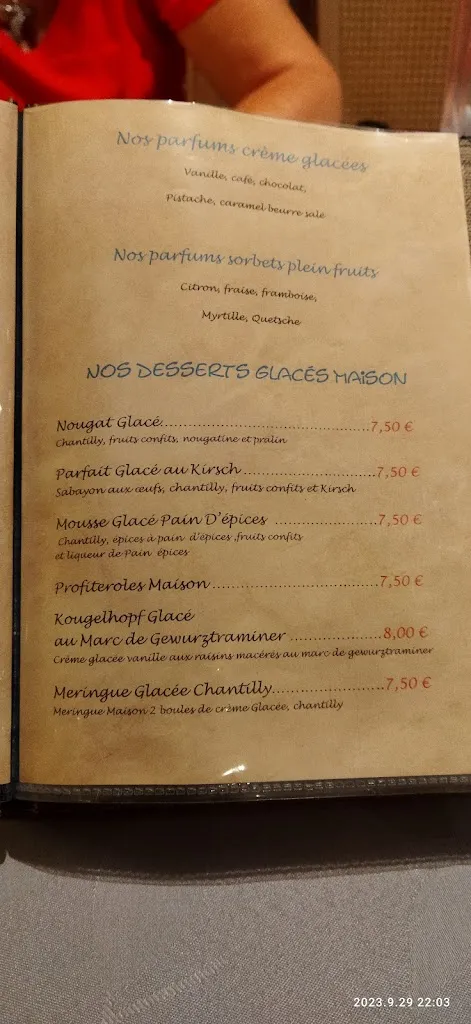 Nos parfums crème glacées
Vanille, café, chocolat,
Pistache, caramel beurre salé
Nos parfums sorbets plein fruits
Citron, fraise, framboise,
Myrtille, Quetsche
NOS DESSERTS GLACÉS MAISON
Nougat Glacé.............................................7,50 €
Chantilly, fruits confits, nougatine et pralin
Parfait Glacé au Kirsch.............................7,50 €
Sabayon aux œufs, chantilly, fruits confits et Kirsch
Mousse Glacé Pain D'épices ......................7,50 €
Chantilly, épices à pain d'épices ,fruits confits
et liqueur de Pain épices
Profiteroles Maison....................................7,50 €
Kougelhopf Glacé
au Marc de Gewurztraminer ....................8,00 €
Crème glacée vanille aux raisins macérés au marc de gewurztraminer
Meringue Glacée Chantilly........................7,50 €
Meringue Maison 2 boules de crème Glacée, chantilly
2023.9.29 22:03